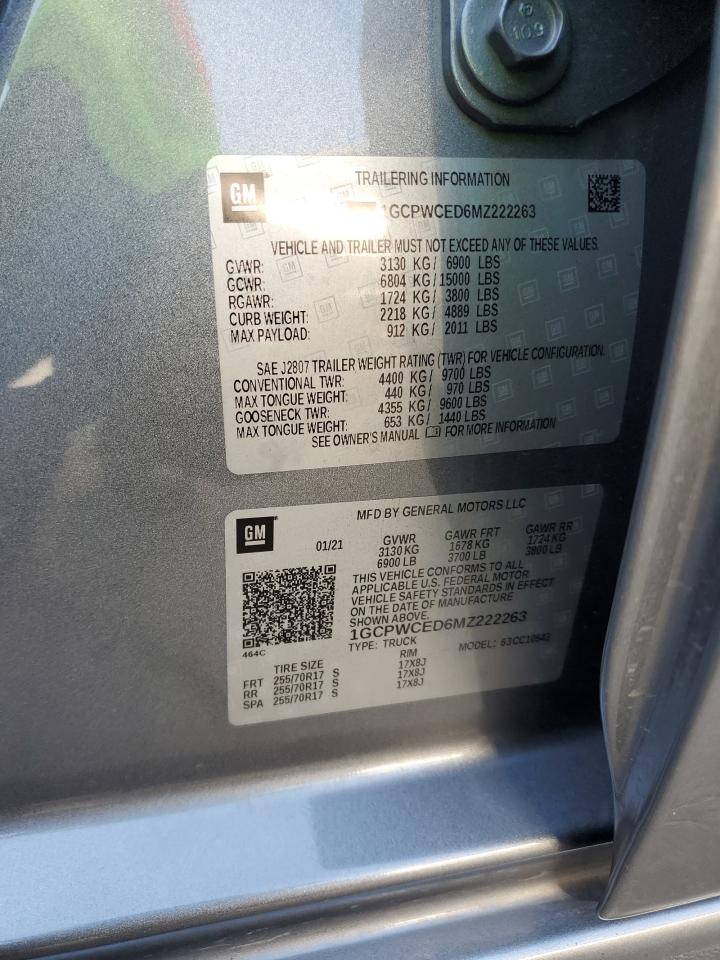 10.9
GM
TRAILERING INFORMATION
1GCPWCED6MZ222263
VEHICLE AND TRAILER MUST NOT EXCEED ANY OF THESE VALUES.
GVWR: 3130 KG/ 6900 LBS
GCWR: 6804 KG/15000 LBS
RGAWR: 1724 KG/ 3800 LBS
CURB WEIGHT: 2218 KG/ 4889 LBS
MAX PAYLOAD: 912 KG/ 2011 LBS
SAE J2807 TRAILER WEIGHT RATING (TWR) FOR VEHICLE CONFIGURATION.
CONVENTIONAL TWR: 4400 KG/ 9700 LBS
MAX TONGUE WEIGHT: 440 KG/ 970 LBS
GOOSENECK TWR: 4355 KG/ 9600 LBS
MAX TONGUE WEIGHT: 653 KG/ 1440 LBS
SEE OWNER'S MANUAL FOR MORE INFORMATION
GM
MFD BY GENERAL MOTORS LLC
01/21 GVWR GAWR FRT GAWR RR
3130 KG 1678 KG 1724 KG
6900 LB 3700 LB 3800 LB
THIS VEHICLE CONFORMS TO ALL
APPLICABLE U.S. FEDERAL MOTOR
VEHICLE SAFETY STANDARDS IN EFFECT
ON THE DATE OF MANUFACTURE
SHOWN ABOVE.
1GCPWCED6MZ222263
464C
TYPE: TRUCK MODEL: 63CC10543
TIRE SIZE RIM
FRT 255/70R17 S 17X8J
RR 255/70R17 S 17X8J
SPA 255/70R17 S 17X8J